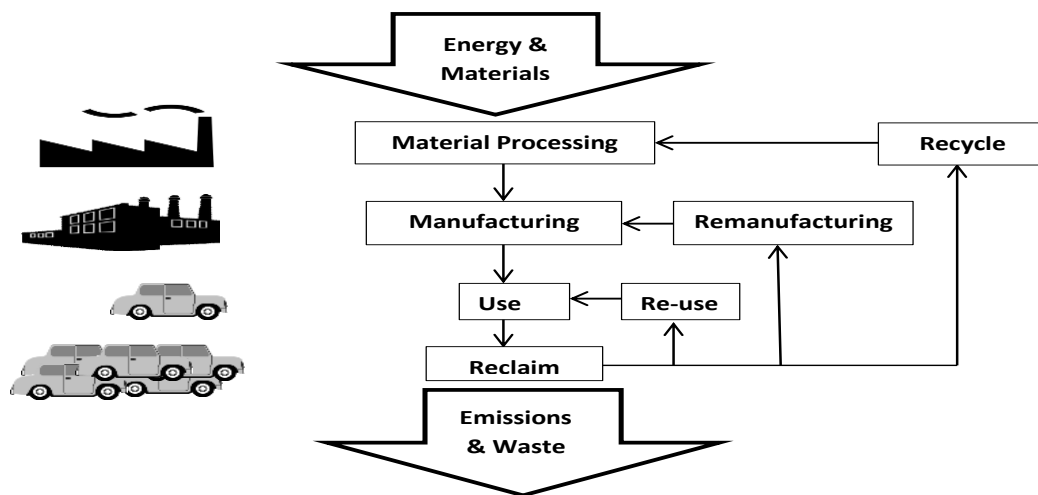 Energy &
Materials
Material Processing
Recycle
Manufacturing
Remanufacturing
Use
Re-use
Reclaim
Emissions
& Waste